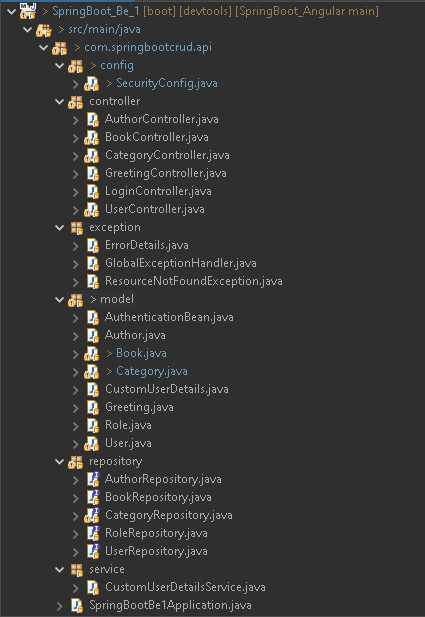 > SpringBoot_Be_1 [boot] [devtools] [SpringBoot_Angular main]
> src/main/java
> com.springbootcrud.api
> config
> SecurityConfig.java
controller
AuthorController.java
BookController.java
CategoryController.java
GreetingController.java
LoginController.java
UserController.java
exception
ErrorDetails.java
GlobalExceptionHandler.java
ResourceNotFoundException.java
> model
AuthenticationBean.java
Author.java
> Book.java
> Category.java
CustomUserDetails.java
Greeting.java
Role.java
User.java
repository
AuthorRepository.java
BookRepository.java
CategoryRepository.java
RoleRepository.java
UserRepository.java
service
CustomUserDetailsService.java
SpringBootBe1Application.java